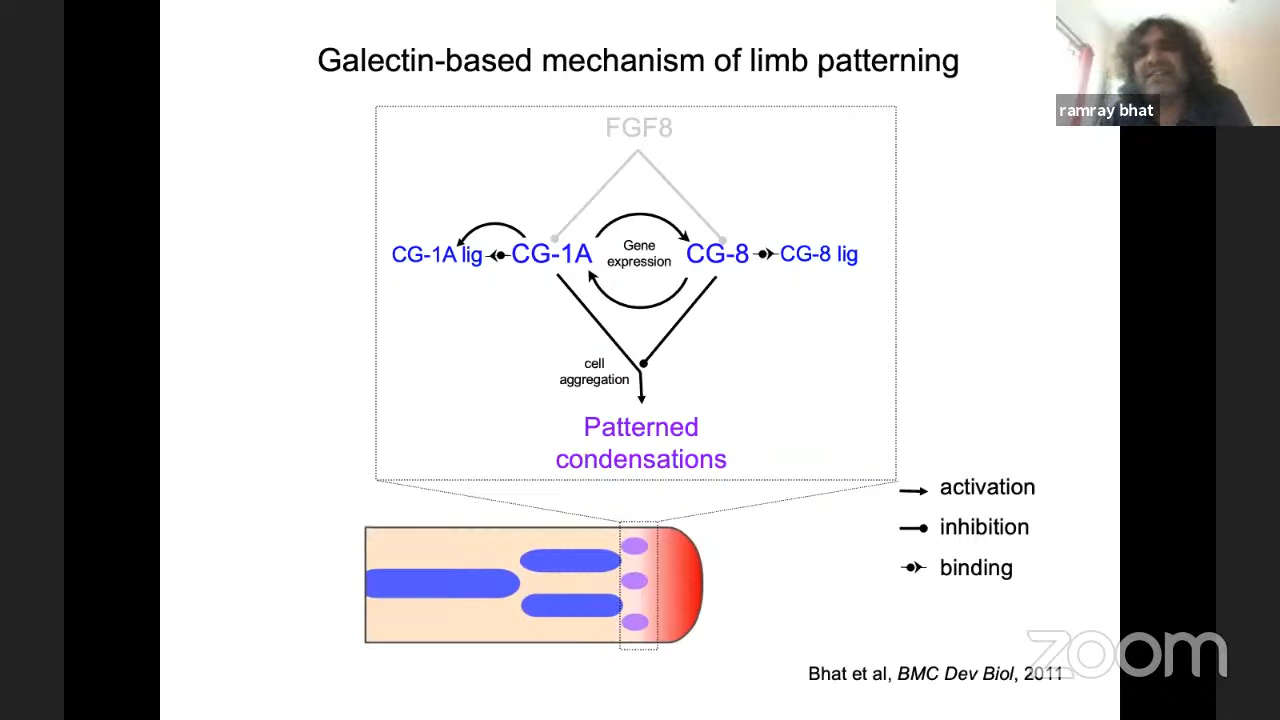 Galectin-based mechanism of limb patterning
ramray bhat
FGF8
CG-1A lig
CG-1A
Gene
expression
CG-8
CG-8 lig
cell
aggregation
Patterned
condensations
activation
inhibition
binding
Bhat et al, BMC Dev Biol, 2011
zoom